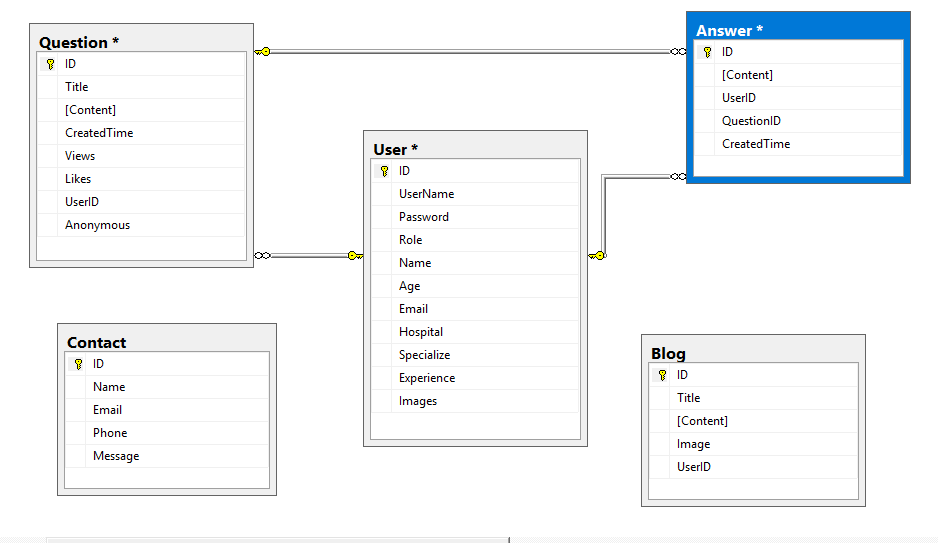 Question *
ID
Title
[Content]
CreatedTime
Views
Likes
UserID
Anonymous
Answer *
ID
[Content]
UserID
QuestionID
CreatedTime
User *
ID
UserName
Password
Role
Name
Age
Email
Hospital
Specialize
Experience
Images
Contact
ID
Name
Email
Phone
Message
Blog
ID
Title
[Content]
Image
UserID